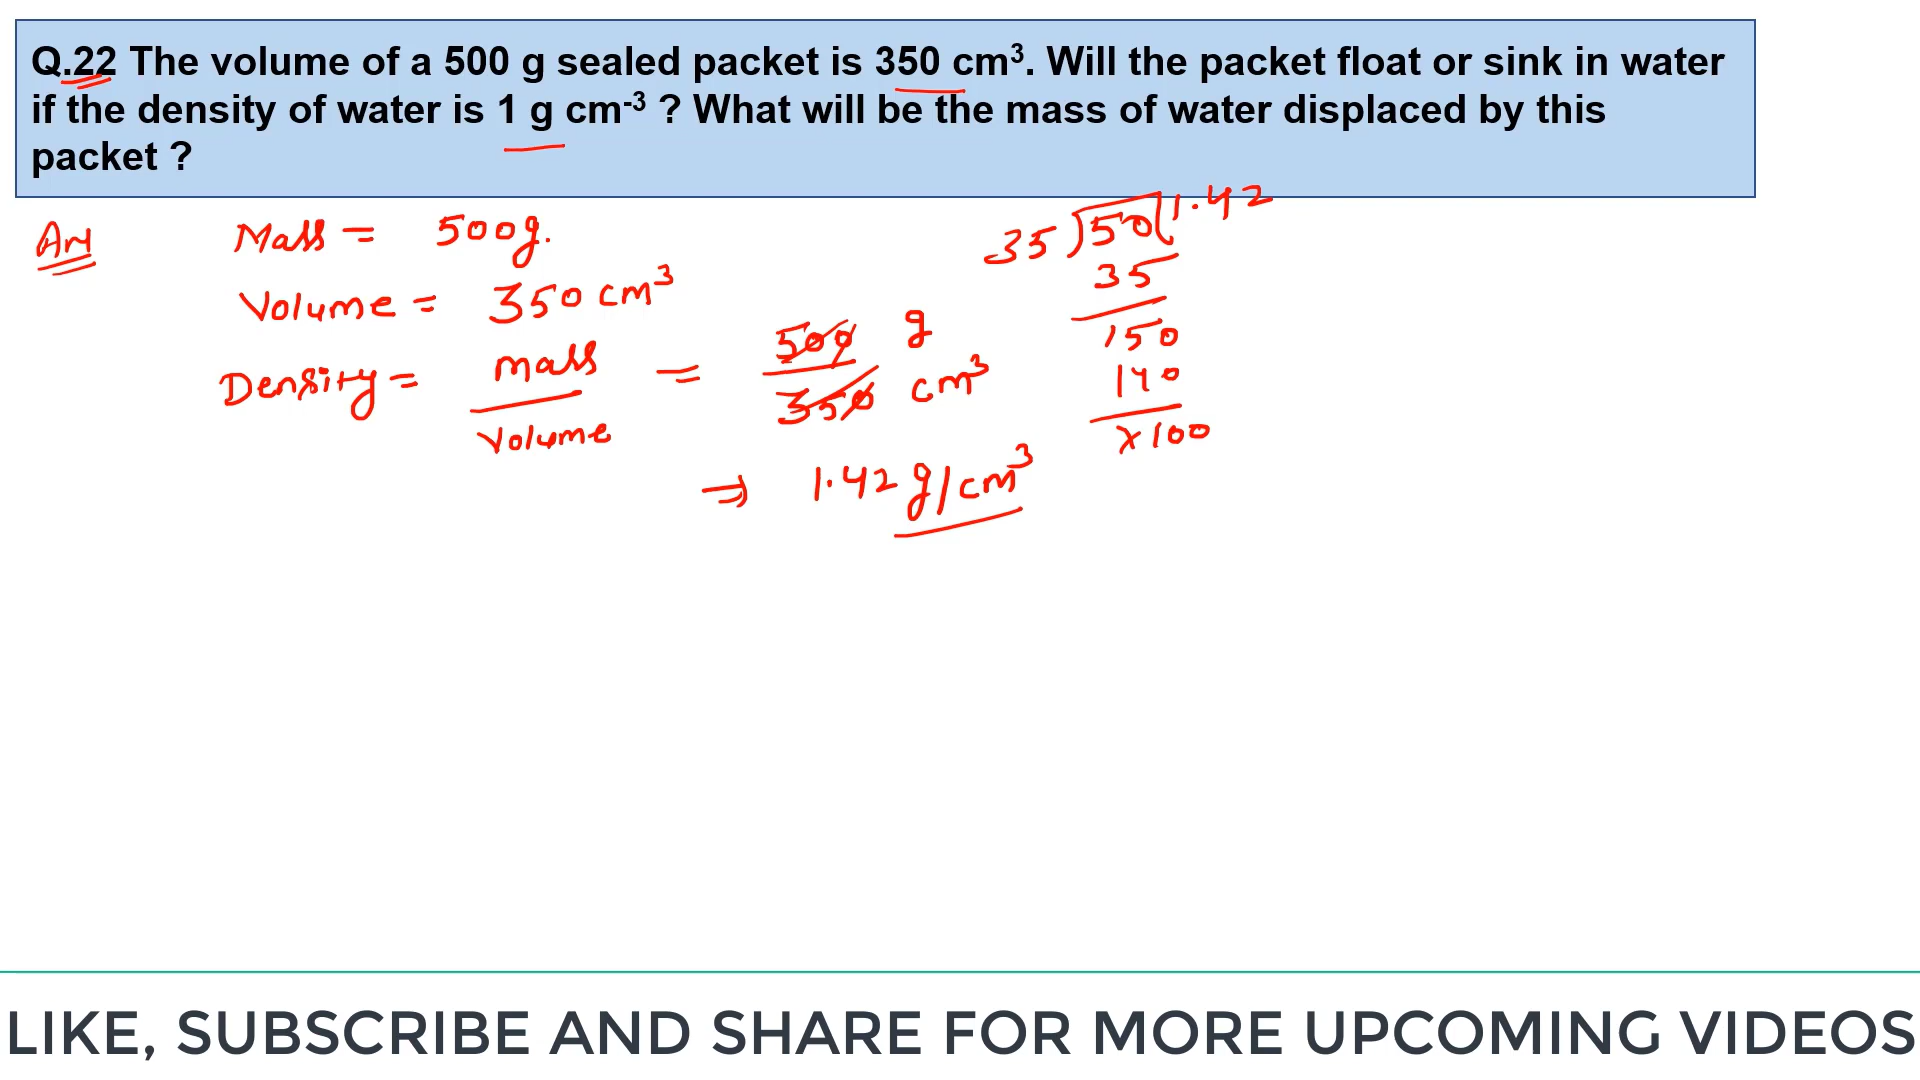 Q.22 The volume of a 500 g sealed packet is 350 cm³. Will the packet float or sink in water
if the density of water is 1 g cm⁻³ ? What will be the mass of water displaced by this
packet ?
Ans
Mass = 500g.
Volume = 350 cm³
Density = mass / volume = 500 / 350 g / cm³
⇒ 1.42 g/cm³
35 ) 50 ( 1.42
35
150
140
x100
LIKE, SUBSCRIBE AND SHARE FOR MORE UPCOMING VIDEOS